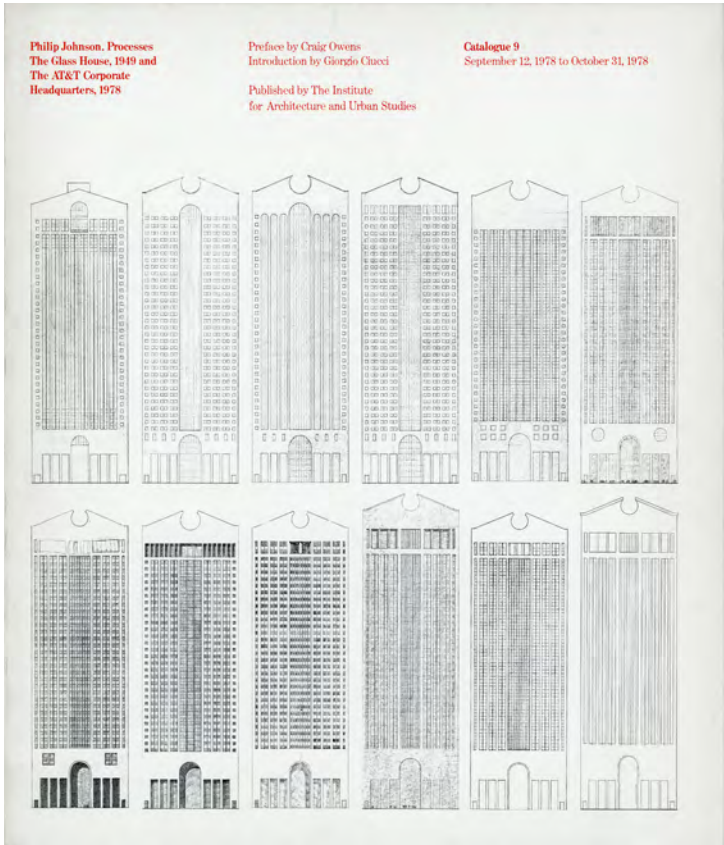 Philip Johnson. Processes
The Glass House, 1949 and
The AT&T Corporate
Headquarters, 1978
Preface by Craig Owens
Introduction by Giorgio Ciucci
Published by The Institute
for Architecture and Urban Studies
Catalogue 9
September 12, 1978 to October 31, 1978